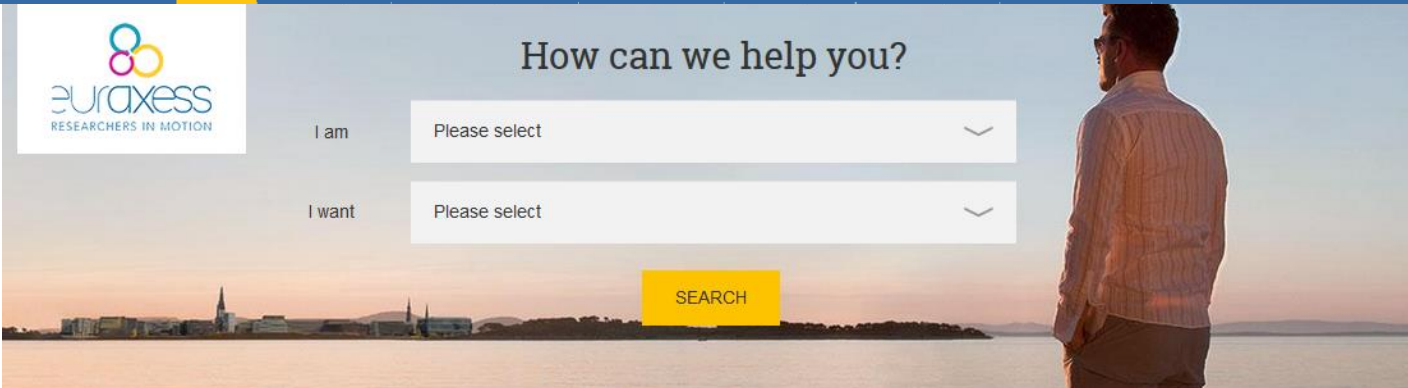 euraxess
RESEARCHERS IN MOTION
How can we help you?
I am
Please select
I want
Please select
SEARCH